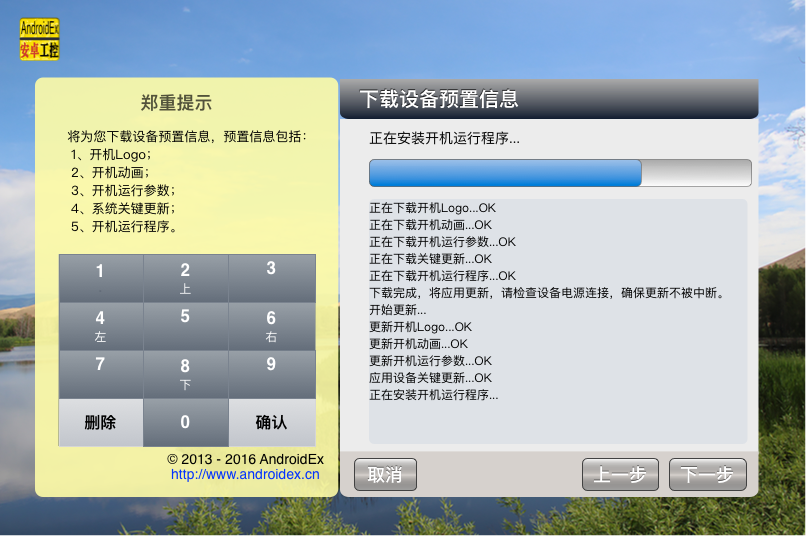 AndroidEx
安卓工控
郑重提示
将为您下载设备预置信息，预置信息包括：
1、开机Logo；
2、开机动画；
3、开机运行参数；
4、系统关键更新；
5、开机运行程序。
1 2 3
上
4 5 6
左 右
7 8 9
下
删除 0 确认
© 2013 - 2016 AndroidEx
http://www.androidex.cn
下载设备预置信息
正在安装开机运行程序...
正在下载开机Logo...OK
正在下载开机动画...OK
正在下载开机运行参数...OK
正在下载关键更新...OK
正在下载开机运行程序...OK
下载完成，将应用更新，请检查设备电源连接，确保更新不被中断。
开始更新...
更新开机Logo...OK
更新开机动画...OK
更新开机运行参数...OK
应用设备关键更新...OK
正在安装开机运行程序...
取消 上一步 下一步